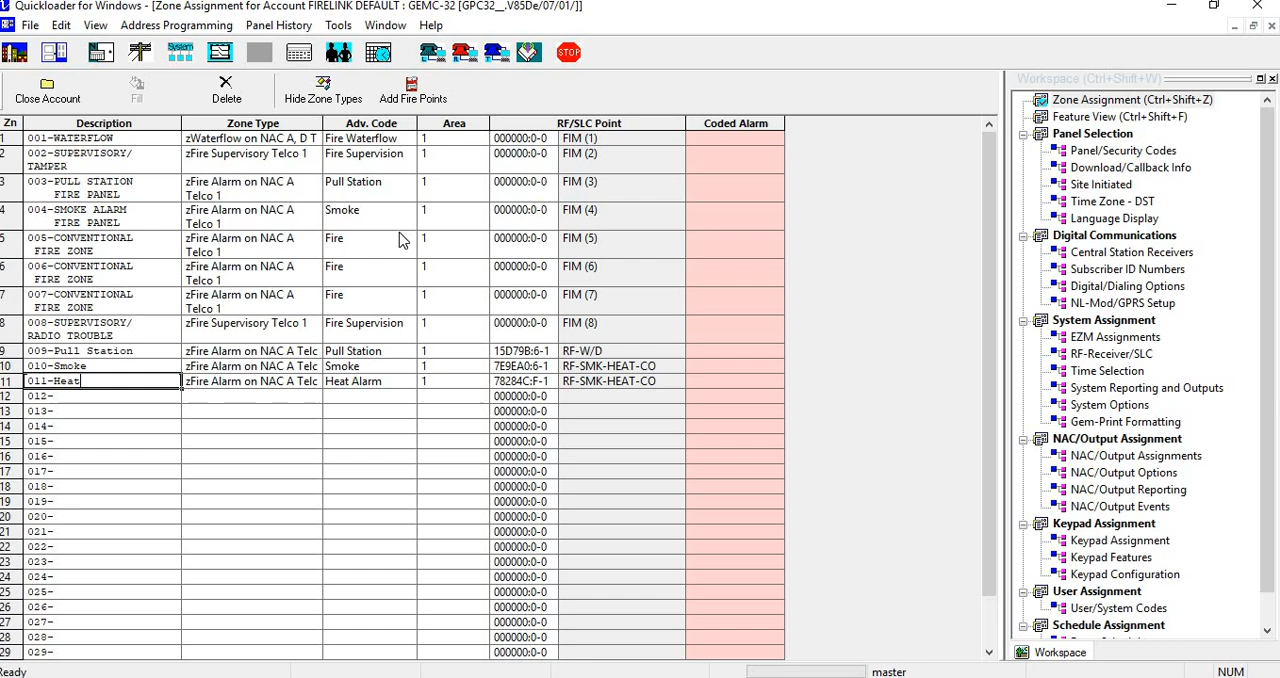 Quickloader for Windows - [Zone Assignment for Account FIRELINK DEFAULT : GEMC-32 [GPC32__.V85De/07/01/]]
File Edit View Address Programming Panel History Tools Window Help
System
STOP
Close Account Fill Delete Hide Zone Types Add Fire Points
Zn Description Zone Type Adv. Code Area RF/SLC Point Coded Alarm
1 001-WATERFLOW zWaterflow on NAC A, D T Fire Waterflow 1 000000:0-0 FIM (1)
2 002-SUPERVISORY/ zFire Supervisory Telco 1 Fire Supervision 1 000000:0-0 FIM (2)
TAMPER
3 003-PULL STATION zFire Alarm on NAC A Pull Station 1 000000:0-0 FIM (3)
FIRE PANEL Telco 1
4 004-SMOKE ALARM zFire Alarm on NAC A Smoke 1 000000:0-0 FIM (4)
FIRE PANEL Telco 1
5 005-CONVENTIONAL zFire Alarm on NAC A Fire 1 000000:0-0 FIM (5)
FIRE ZONE Telco 1
6 006-CONVENTIONAL zFire Alarm on NAC A Fire 1 000000:0-0 FIM (6)
FIRE ZONE Telco 1
7 007-CONVENTIONAL zFire Alarm on NAC A Fire 1 000000:0-0 FIM (7)
FIRE ZONE Telco 1
8 008-SUPERVISORY/ zFire Supervisory Telco 1 Fire Supervision 1 000000:0-0 FIM (8)
RADIO TROUBLE
9 009-Pull Station zFire Alarm on NAC A Telc Pull Station 1 15D79B:6-1 RF-W/D
10 010-Smoke zFire Alarm on NAC A Telc Smoke 1 7E9EA0:6-1 RF-SMK-HEAT-CO
11 011-Heat zFire Alarm on NAC A Telc Heat Alarm 1 78284C:F-1 RF-SMK-HEAT-CO
12 012- 000000:0-0
13 013- 000000:0-0
14 014- 000000:0-0
15 015- 000000:0-0
16 016- 000000:0-0
17 017- 000000:0-0
18 018- 000000:0-0
19 019- 000000:0-0
20 020- 000000:0-0
21 021- 000000:0-0
22 022- 000000:0-0
23 023- 000000:0-0
24 024- 000000:0-0
25 025- 000000:0-0
26 026- 000000:0-0
27 027- 000000:0-0
28 028- 000000:0-0
29 029- 000000:0-0
Workspace (Ctrl+Shift+W)
Zone Assignment (Ctrl+Shift+Z)
Feature View (Ctrl+Shift+F)
Panel Selection
Panel/Security Codes
Download/Callback Info
Site Initiated
Time Zone - DST
Language Display
Digital Communications
Central Station Receivers
Subscriber ID Numbers
Digital/Dialing Options
NL-Mod/GPRS Setup
System Assignment
EZM Assignments
RF-Receiver/SLC
Time Selection
System Reporting and Outputs
System Options
Gem-Print Formatting
NAC/Output Assignment
NAC/Output Assignments
NAC/Output Options
NAC/Output Reporting
NAC/Output Events
Keypad Assignment
Keypad Assignment
Keypad Features
Keypad Configuration
User Assignment
User/System Codes
Schedule Assignment
Workspace
Ready master NUM